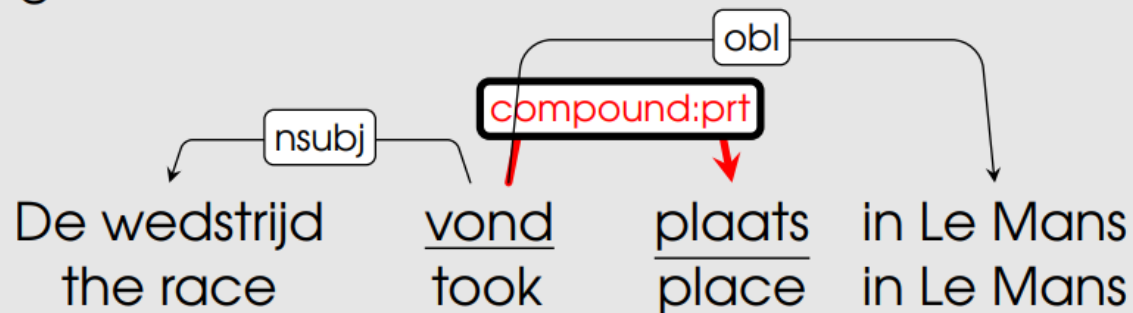 obl
compound:prt
nsubj
De wedstrijd vond plaats in Le Mans
the race took place in Le Mans